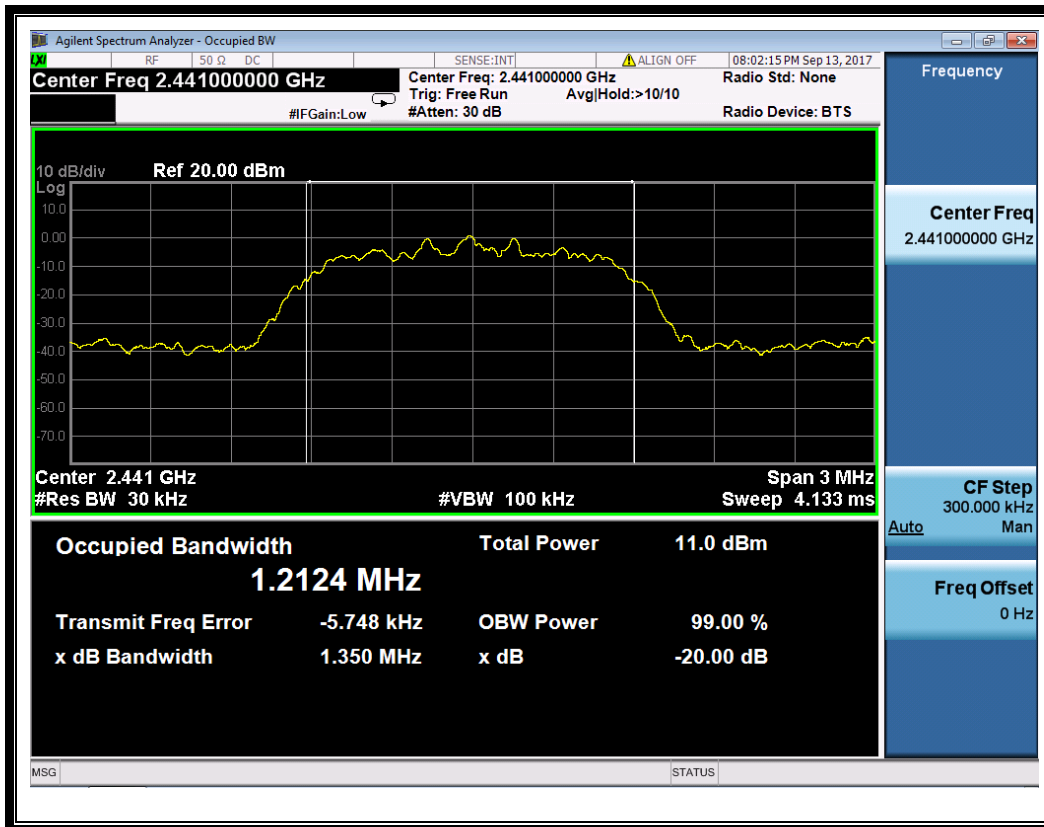 Agilent Spectrum Analyzer - Occupied BW
LXI RF 50 Ω DC SENSE:INT ALIGN OFF 08:02:15 PM Sep 13, 2017
Center Freq 2.441000000 GHz
#IFGain:Low
Center Freq: 2.441000000 GHz
Trig: Free Run Avg|Hold:>10/10
#Atten: 30 dB
Radio Std: None
Radio Device: BTS
10 dB/div Ref 20.00 dBm
Log
10.0
0.00
-10.0
-20.0
-30.0
-40.0
-50.0
-60.0
-70.0
Center 2.441 GHz Span 3 MHz
#Res BW 30 kHz #VBW 100 kHz Sweep 4.133 ms
Occupied Bandwidth Total Power 11.0 dBm
1.2124 MHz
Transmit Freq Error -5.748 kHz OBW Power 99.00 %
x dB Bandwidth 1.350 MHz x dB -20.00 dB
Frequency
Center Freq
2.441000000 GHz
CF Step
300.000 kHz
Auto Man
Freq Offset
0 Hz
MSG STATUS